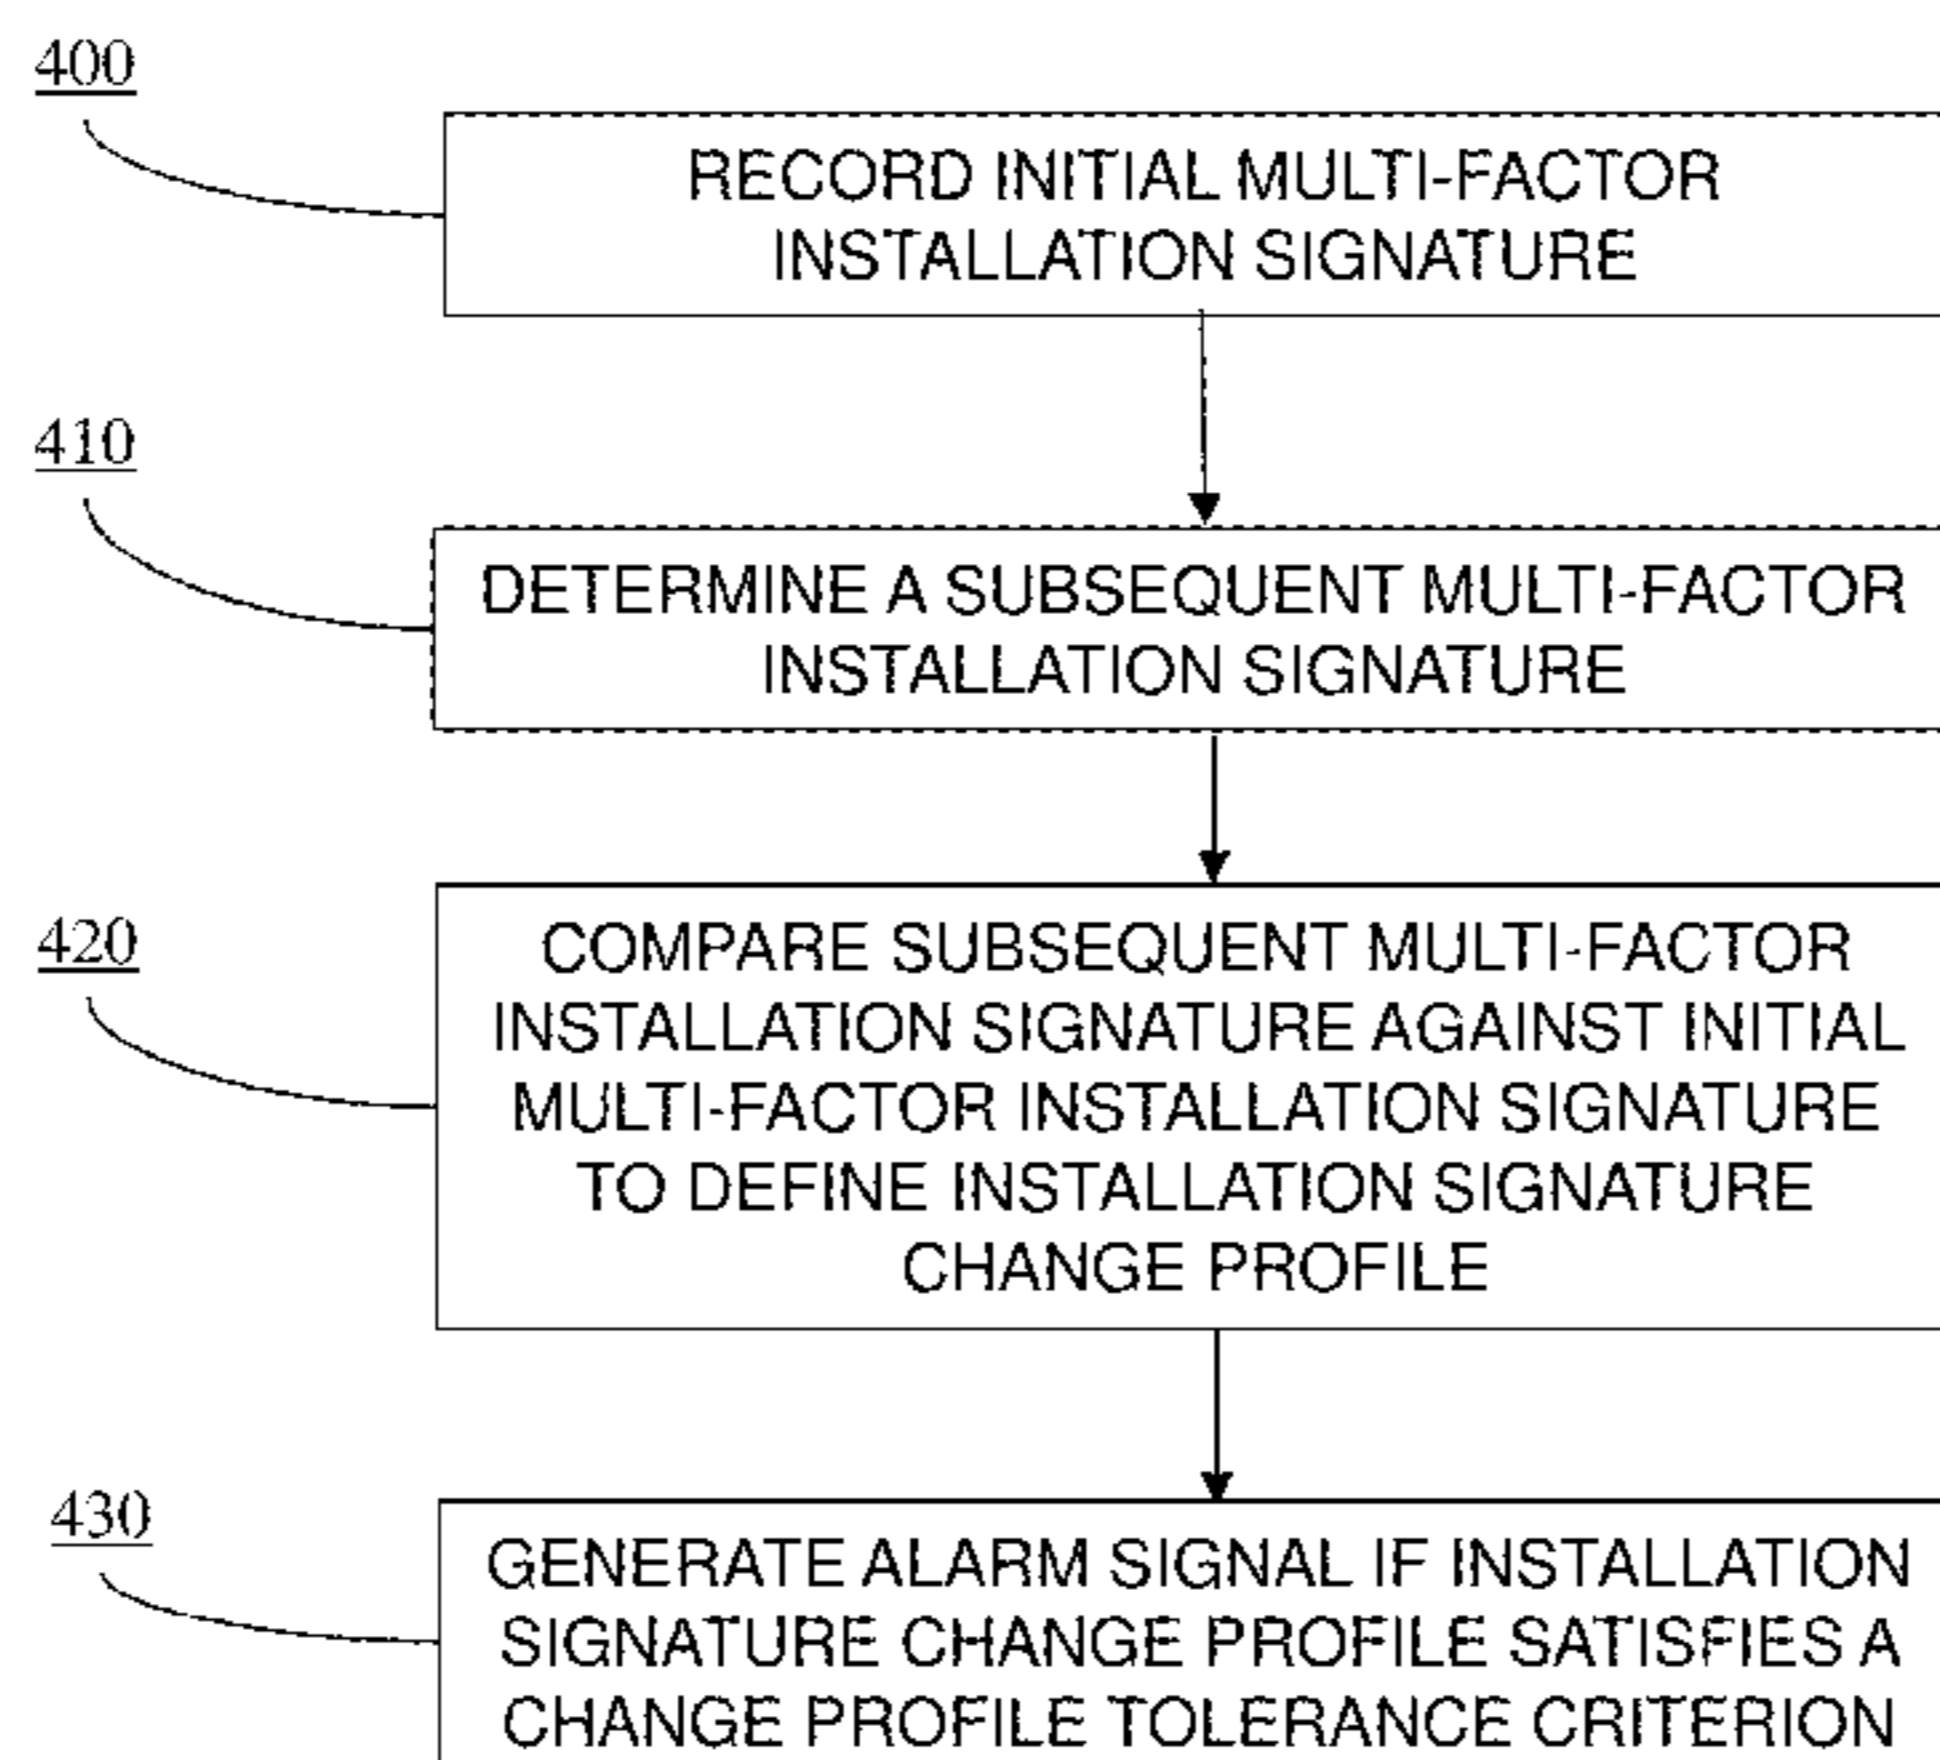 400
RECORD INITIAL MULTI-FACTOR
INSTALLATION SIGNATURE
410
DETERMINE A SUBSEQUENT MULTI-FACTOR
INSTALLATION SIGNATURE
420
COMPARE SUBSEQUENT MULTI-FACTOR
INSTALLATION SIGNATURE AGAINST INITIAL
MULTI-FACTOR INSTALLATION SIGNATURE
TO DEFINE INSTALLATION SIGNATURE
CHANGE PROFILE
430
GENERATE ALARM SIGNAL IF INSTALLATION
SIGNATURE CHANGE PROFILE SATISFIES A
CHANGE PROFILE TOLERANCE CRITERION